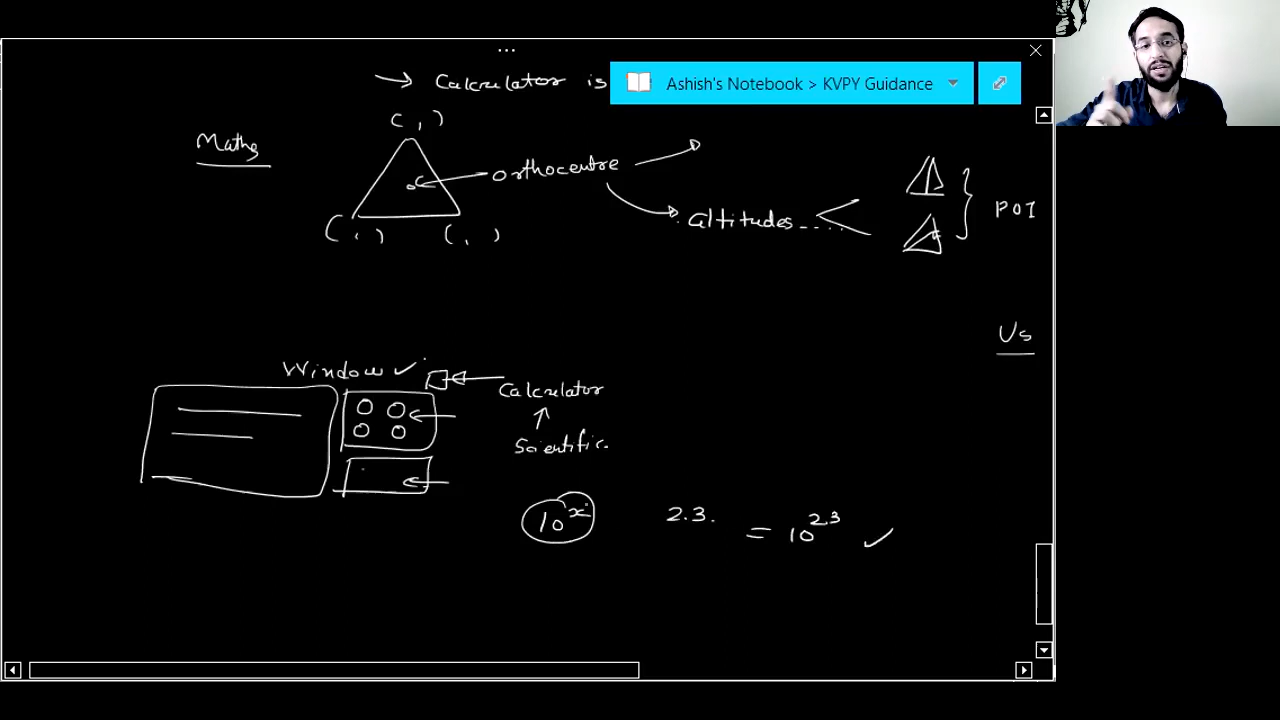 ...
→ Calculator is
Ashish's Notebook > KVPY Guidance
( , )
Maths
Orthocentre
altitudes....
POI
( , ) ( , )
Us
Window ✓
Calculator
Scientific.
10^x
2.3.
= 10^2.3 ✓